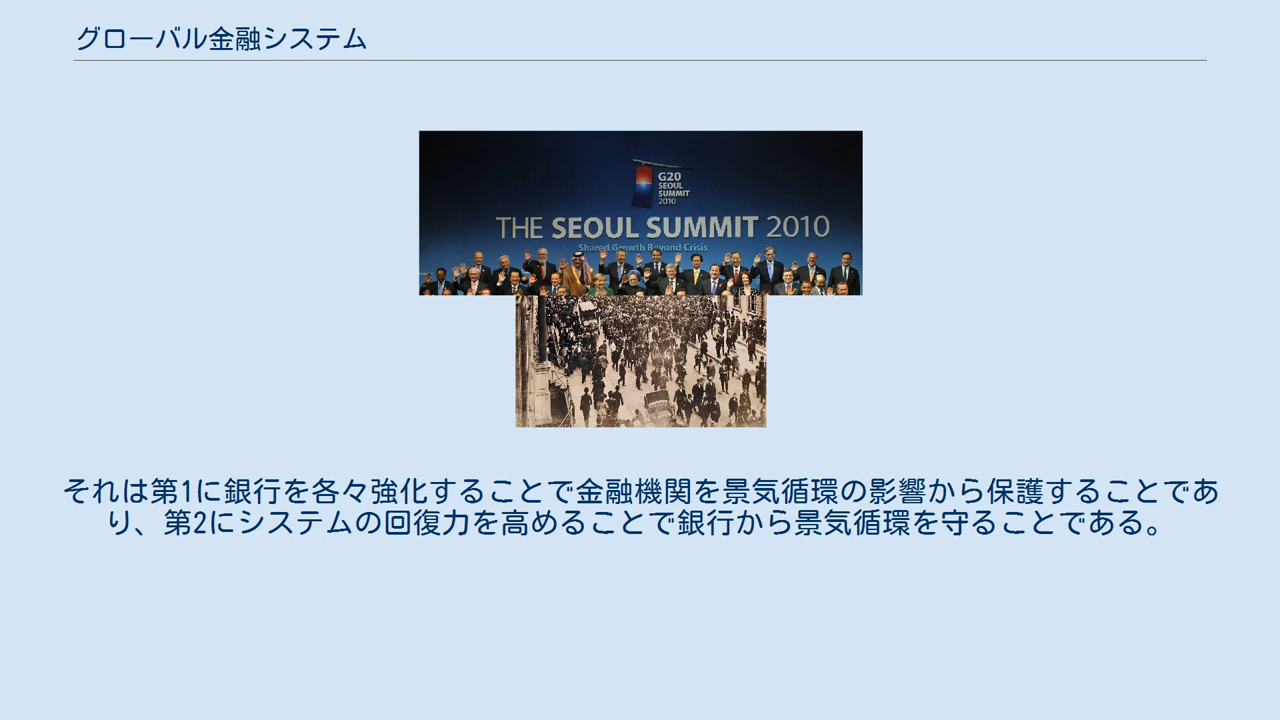 グローバル金融システム
G20
SEOUL
SUMMIT
2010
THE SEOUL SUMMIT 2010
Shared Growth Beyond Crisis
それは第1に銀行を各々強化することで金融機関を景気循環の影響から保護することであ
り、第2にシステムの回復力を高めることで銀行から景気循環を守ることである。